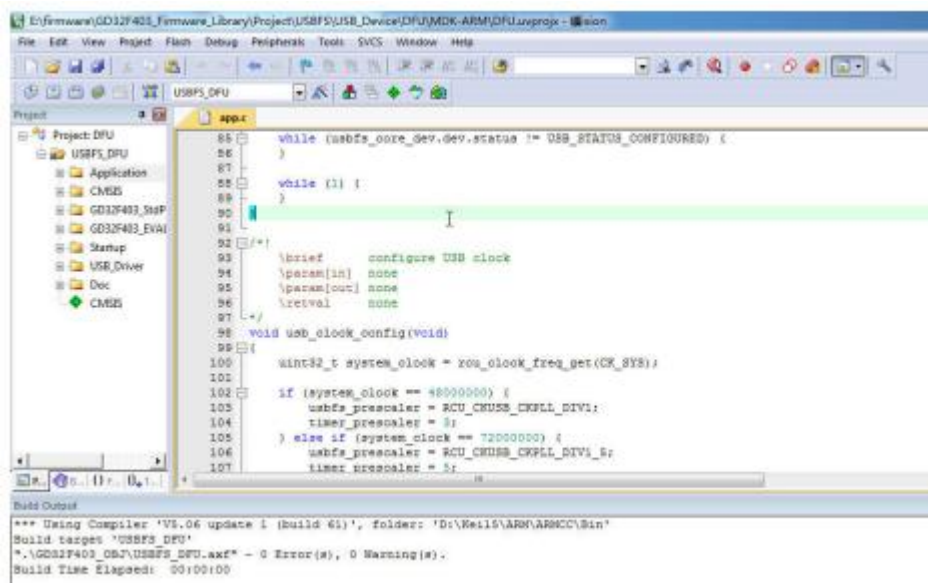 E:\firmware\GD32F403_Firmware_Library\Project\USBFS\USB_Device\DFU\MDK-ARM\DFU.uvprojx - µVision
File Edit View Project Flash Debug Peripherals Tools SVCS Window Help
USBFS_DFU
Project
app.c
Project: DFU
USBFS_DFU
Application
CMSIS
GD32F403_StdP
GD32F403_EVAL
Startup
USB_Driver
Doc
CMSIS
85 while (usbfs_core_dev.dev.status != USB_STATUS_CONFIGURED) {
86 }
87
88 while (1) {
89 }
90 }
91
92 /*!
93 \brief configure USB clock
94 \param[in] none
95 \param[out] none
96 \retval none
97 */
98 void usb_clock_config(void)
99 {
100 uint32_t system_clock = rcu_clock_freq_get(CK_SYS);
101
102 if (system_clock == 48000000) {
103 usbfs_prescaler = RCU_CKUSB_CKPLL_DIV1;
104 timer_prescaler = 3;
105 } else if (system_clock == 72000000) {
106 usbfs_prescaler = RCU_CKUSB_CKPLL_DIV1_5;
107 timer_prescaler = 5;
Build Output
*** Using Compiler 'V5.06 update 1 (build 61)', folder: 'D:\Keil5\ARM\ARMCC\Bin'
Build target 'USBFS_DFU'
".\GD32F403_OBJ\USBFS_DFU.axf" - 0 Error(s), 0 Warning(s).
Build Time Elapsed: 00:00:00